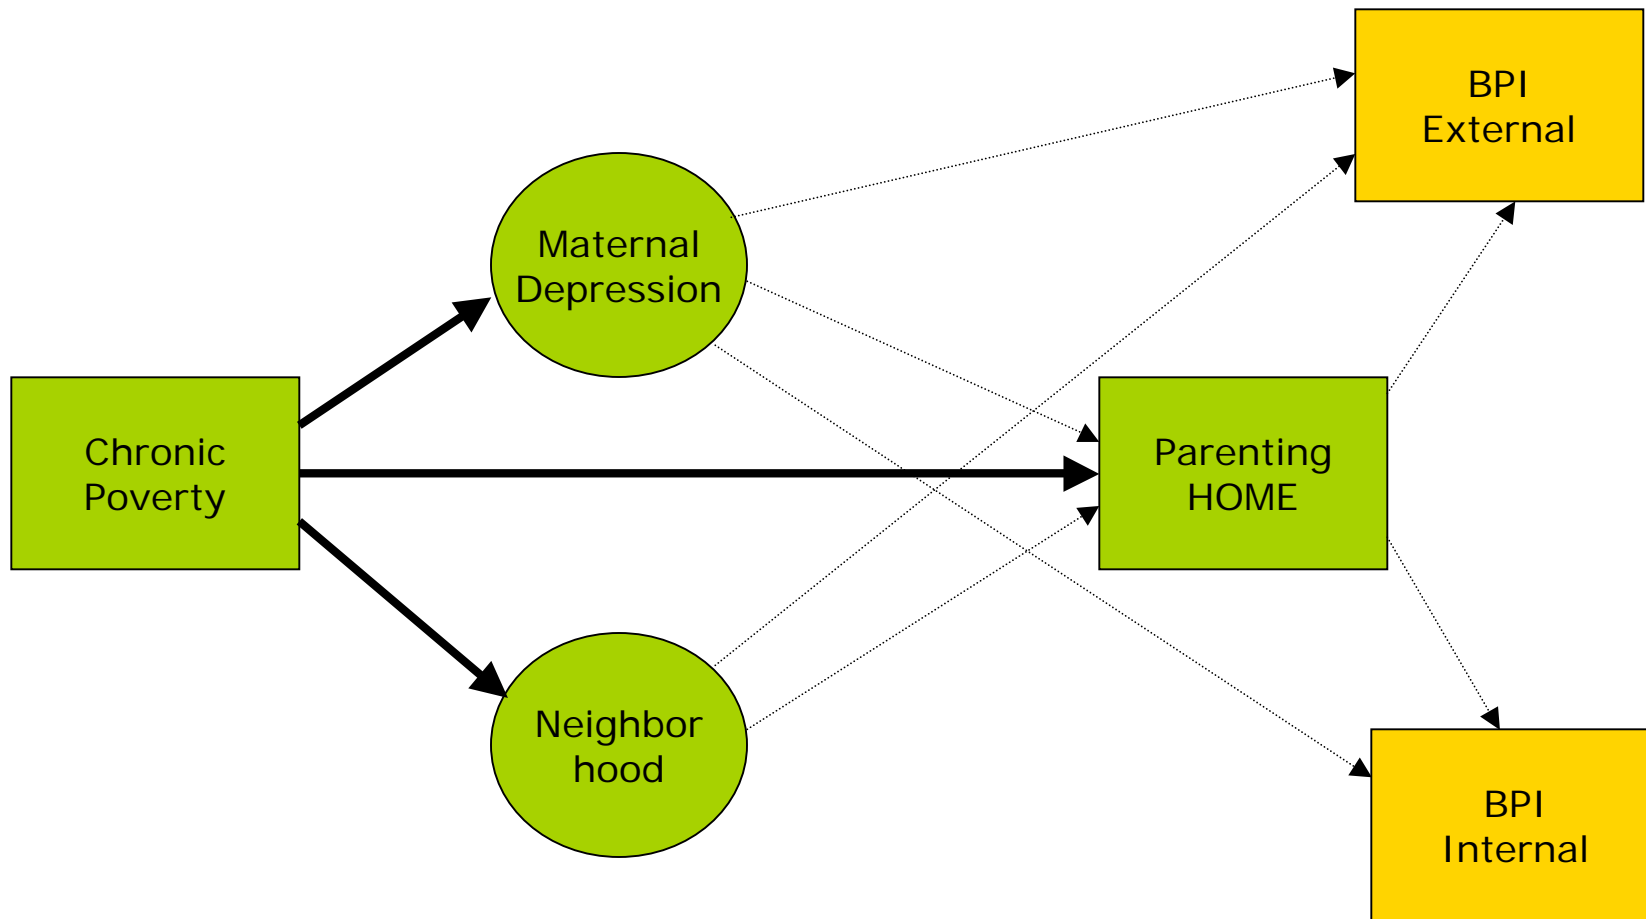 BPI
External
Maternal
Depression
Chronic
Poverty
Parenting
HOME
Neighbor
hood
BPI
Internal